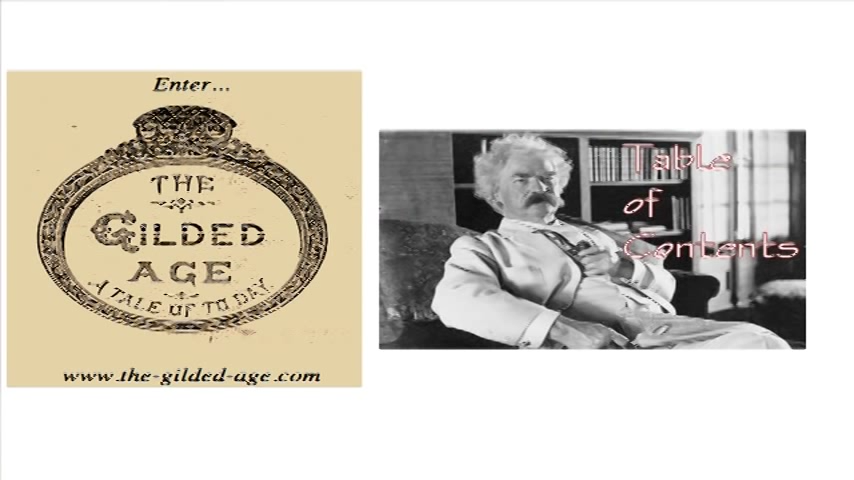 Enter...
THE
GILDED
AGE
A TALE OF TO DAY.
www.the-gilded-age.com
Table
of
Contents